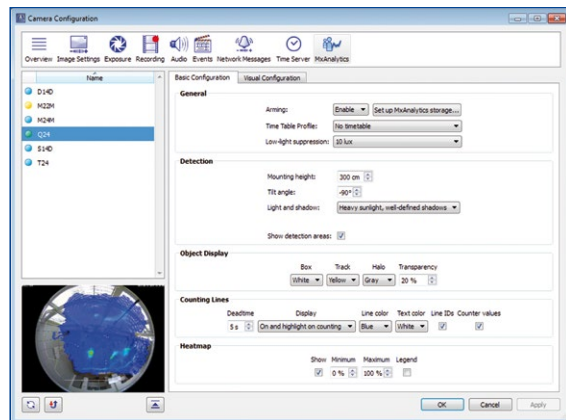 Camera Configuration
Overview Image Settings Exposure Recording Audio Events Network Messages Time Server MxAnalytics
Name
D14D
M22M
M24M
Q24
S14D
T24
Basic Configuration Visual Configuration
General
Arming: Enable Set up MxAnalytics storage...
Time Table Profile: No timetable
Low-light suppression: 10 lux
Detection
Mounting height: 300 cm
Tilt angle: -90°
Light and shadow: Heavy sunlight, well-defined shadows
Show detection areas:
Object Display
Box Track Halo Transparency
White Yellow Gray 20 %
Counting Lines
Deadtime Display Line color Text color Line IDs Counter values
5 s On and highlight on counting Blue White
Heatmap
Show Minimum Maximum Legend
0 % 100 %
OK Cancel Apply